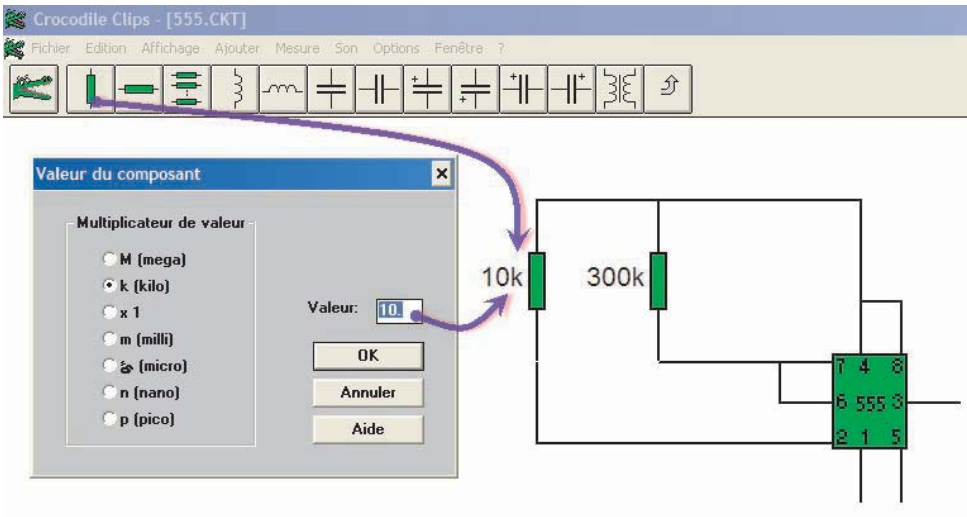 Crocodile Clips - [555.CKT]
Fichier Edition Affichage Ajouter Mesure Son Options Fenêtre ?
Valeur du composant
Multiplicateur de valeur
M (mega)
k (kilo)
x 1
m (milli)
(micro)
n (nano)
p (pico)
Valeur: 10.
OK
Annuler
Aide
10k
300k
7 4 8
6 555 3
2 1 5